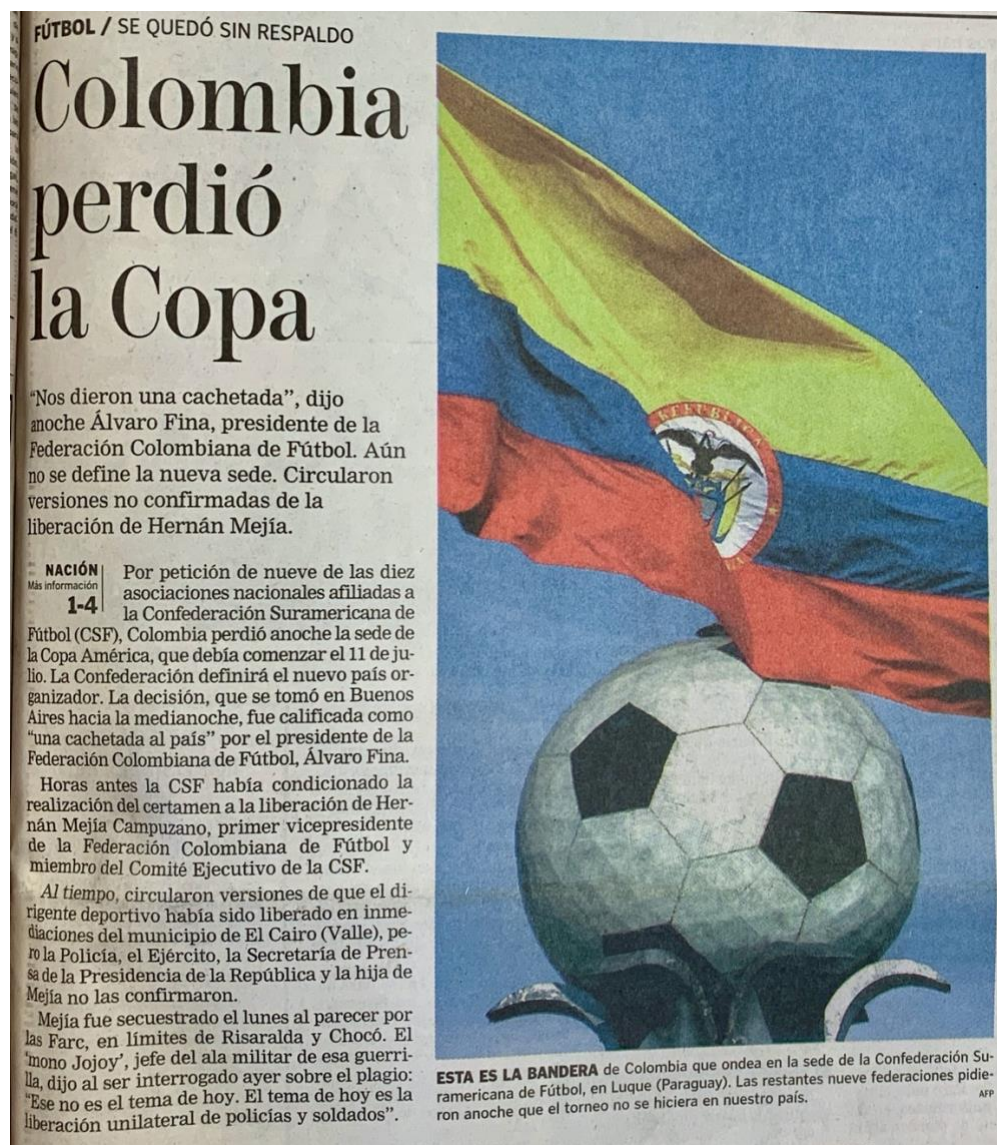 FÚTBOL / SE QUEDÓ SIN RESPALDO
Colombia
perdió
la Copa
“Nos dieron una cachetada”, dijo
anoche Álvaro Fina, presidente de la
Federación Colombiana de Fútbol. Aún
no se define la nueva sede. Circularon
versiones no confirmadas de la
liberación de Hernán Mejía.
NACIÓN
Más información
1-4
Por petición de nueve de las diez
asociaciones nacionales afiliadas a
la Confederación Suramericana de
Fútbol (CSF), Colombia perdió anoche la sede de
la Copa América, que debía comenzar el 11 de ju-
lio. La Confederación definirá el nuevo país or-
ganizador. La decisión, que se tomó en Buenos
Aires hacia la medianoche, fue calificada como
“una cachetada al país” por el presidente de la
Federación Colombiana de Fútbol, Álvaro Fina.
Horas antes la CSF había condicionado la
realización del certamen a la liberación de Her-
nán Mejía Campuzano, primer vicepresidente
de la Federación Colombiana de Fútbol y
miembro del Comité Ejecutivo de la CSF.
Al tiempo, circularon versiones de que el di-
rigente deportivo había sido liberado en inme-
diaciones del municipio de El Cairo (Valle), pe-
ro la Policía, el Ejército, la Secretaría de Pren-
sa de la Presidencia de la República y la hija de
Mejía no las confirmaron.
Mejía fue secuestrado el lunes al parecer por
las Farc, en límites de Risaralda y Chocó. El
‘mono Jojoy’, jefe del ala militar de esa guerri-
lla, dijo al ser interrogado ayer sobre el plagio:
“Ese no es el tema de hoy. El tema de hoy es la
liberación unilateral de policías y soldados”.
REPUBLICA
ESTA ES LA BANDERA de Colombia que ondea en la sede de la Confederación Su-
ramericana de Fútbol, en Luque (Paraguay). Las restantes nueve federaciones pidie-
ron anoche que el torneo no se hiciera en nuestro país.
AFP